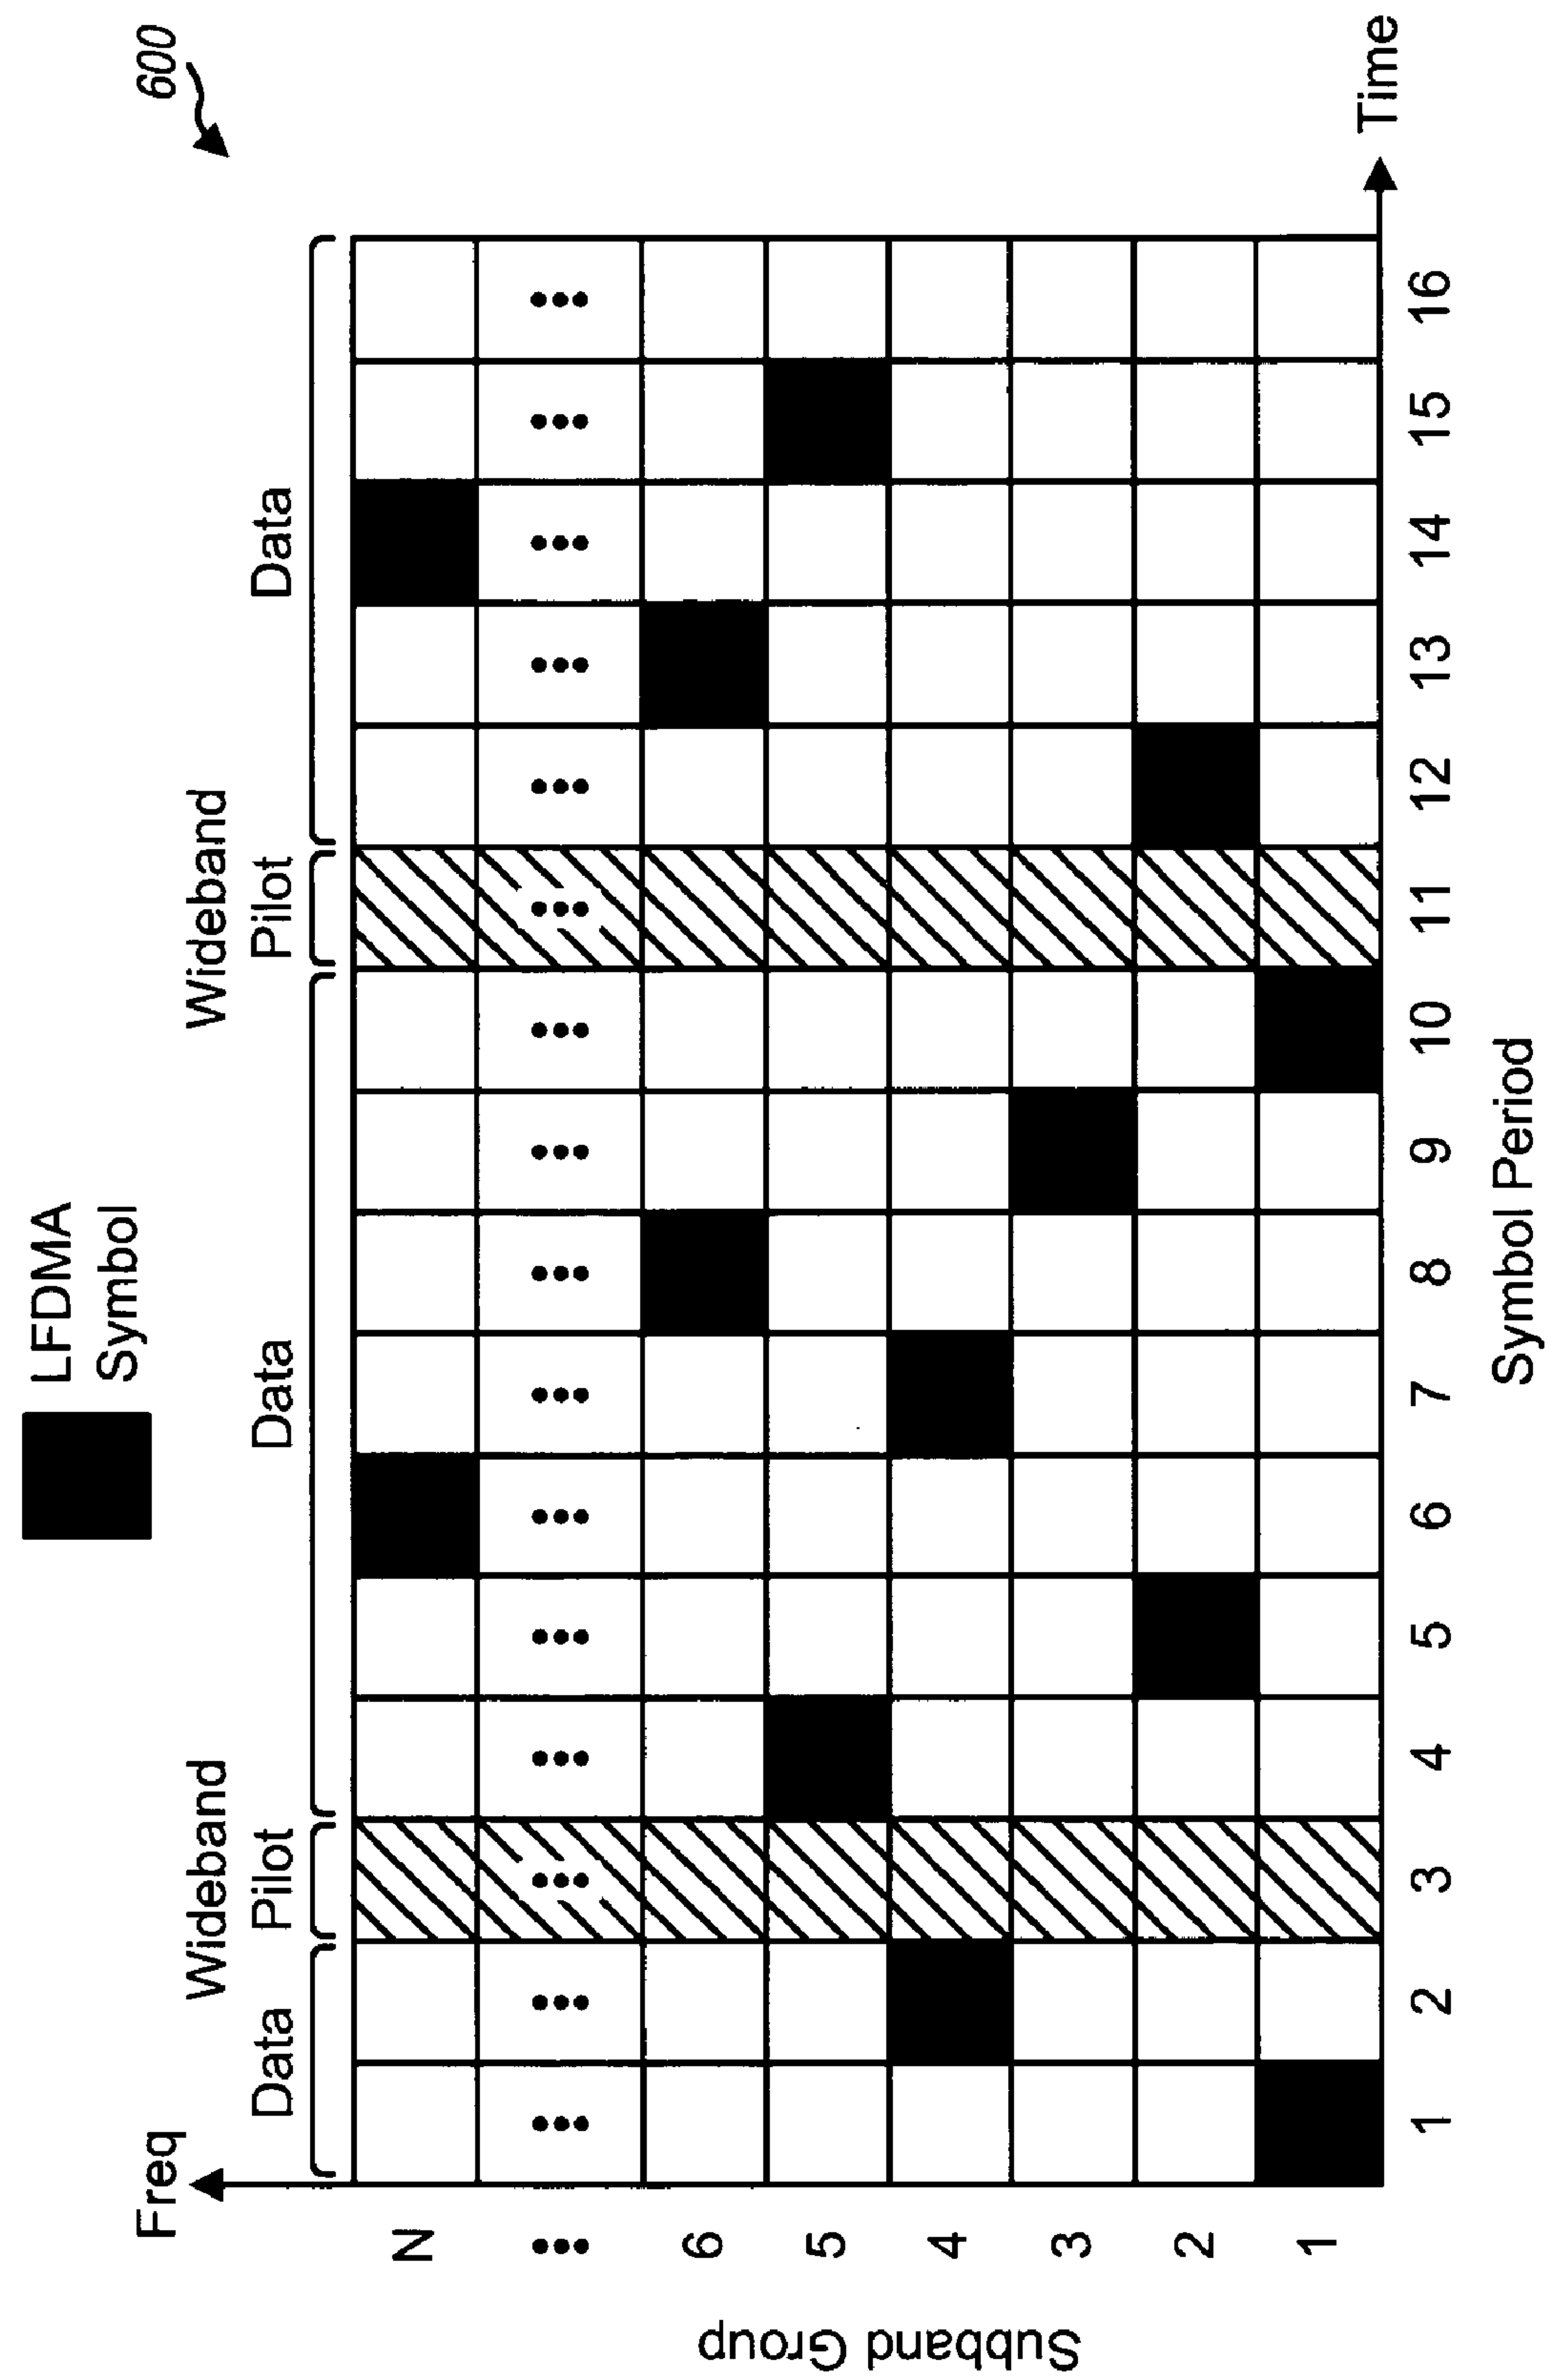 600
LFDMA
Symbol
Freq
Wideband
Wideband
Data
Pilot
Data
Pilot
Data
N
...
6
5
4
3
2
1
Subband Group
1 2 3 4 5 6 7 8 9 10 11 12 13 14 15 16
Time
Symbol Period